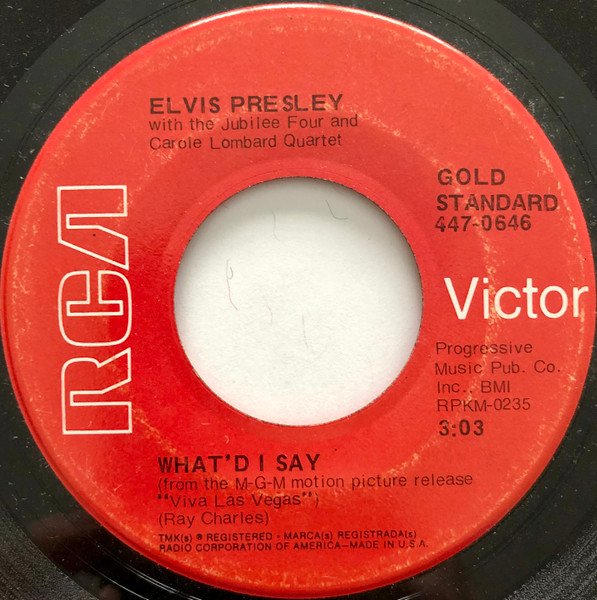 ELVIS PRESLEY
with the Jubilee Four and
Carole Lombard Quartet
GOLD
STANDARD
447-0646
RCA
Victor
Progressive
Music Pub. Co.
Inc., BMI
RPKM-0235
3:03
WHAT'D I SAY
(from the M-G-M motion picture release
"Viva Las Vegas")
(Ray Charles)
TMK(s) ® REGISTERED • MARCA(s) REGISTRADA(s)
RADIO CORPORATION OF AMERICA—MADE IN U.S.A.